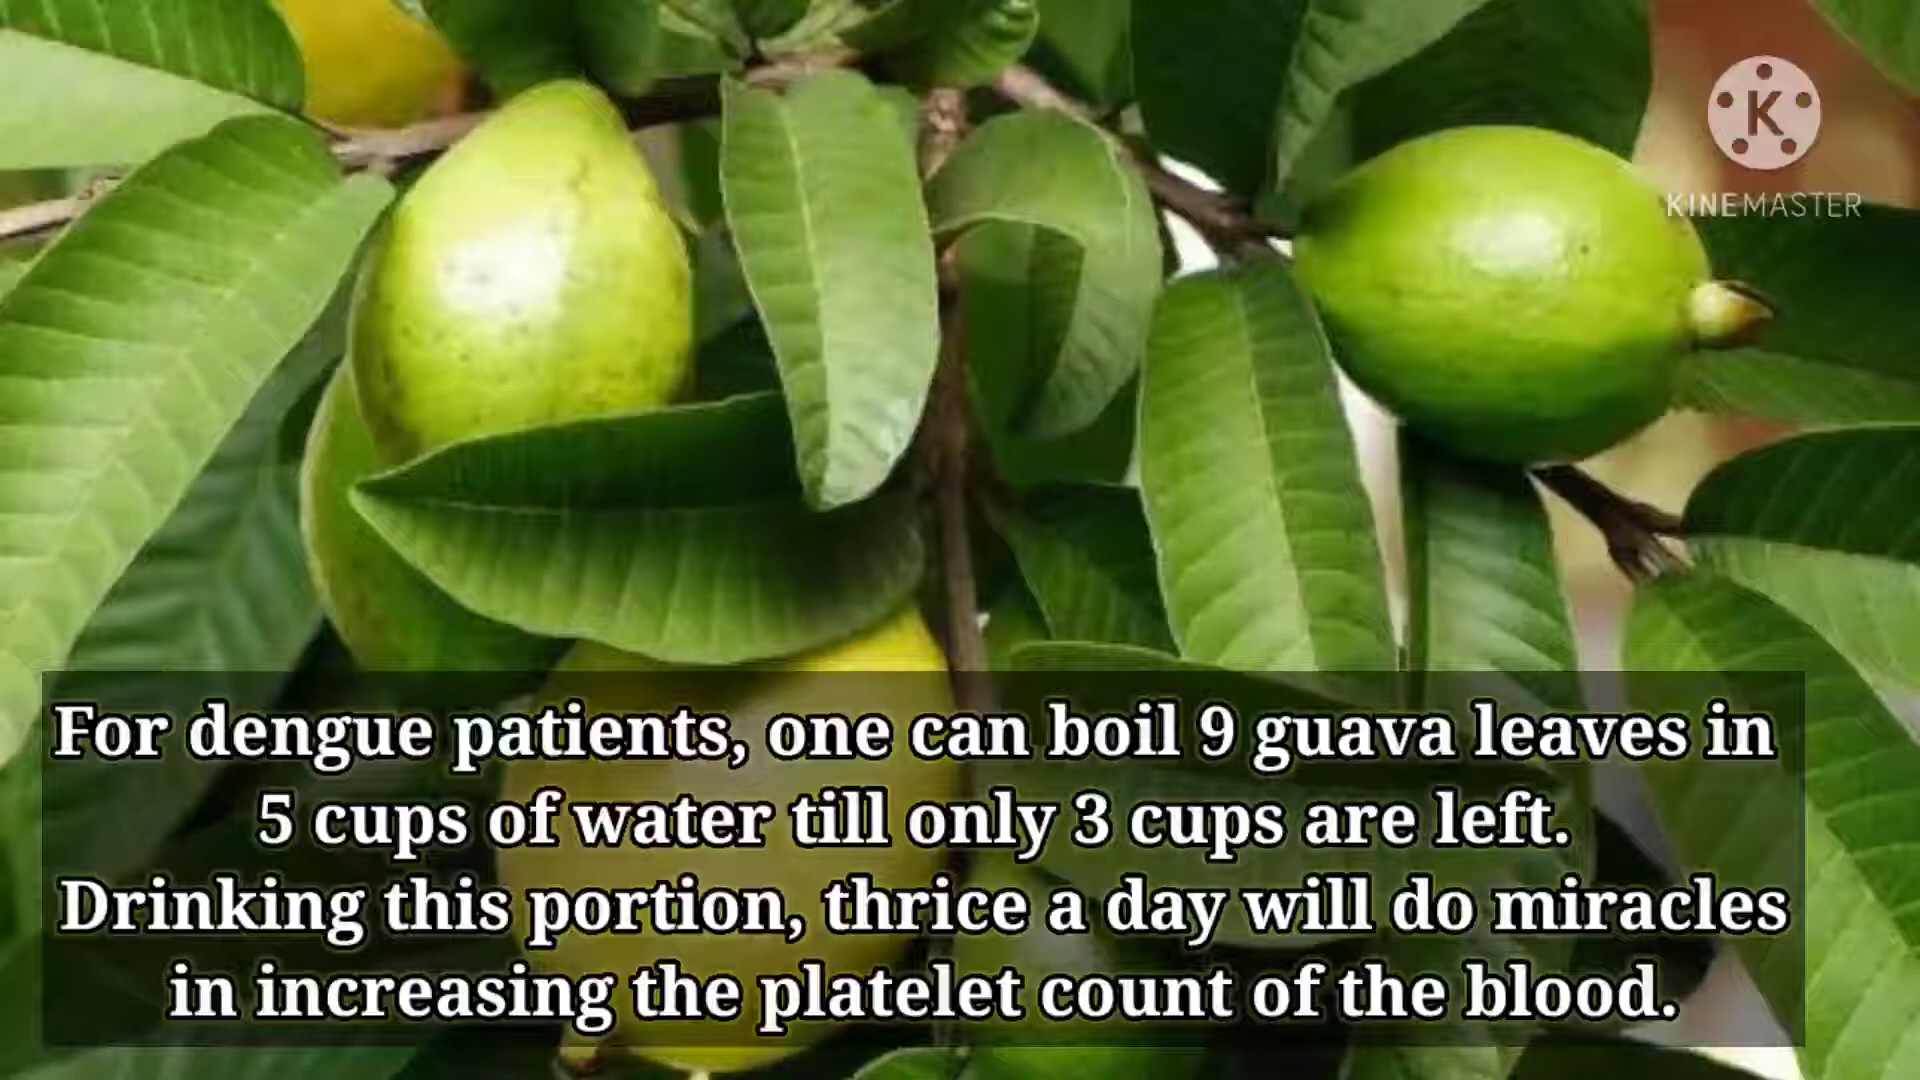 K
KINEMASTER
For dengue patients, one can boil 9 guava leaves in
5 cups of water till only 3 cups are left.
Drinking this portion, thrice a day will do miracles
in increasing the platelet count of the blood.